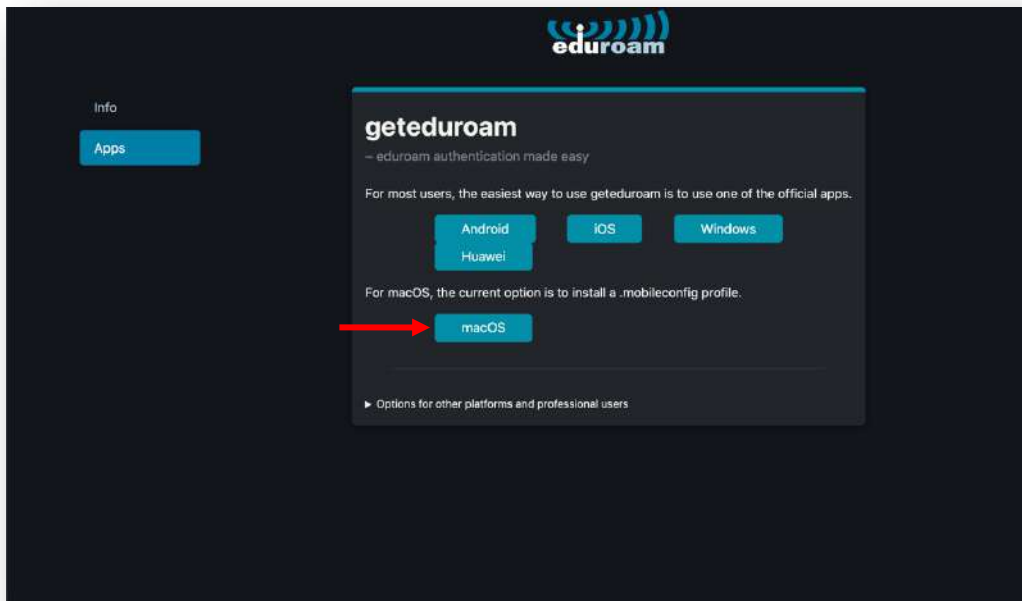 eduroam
Info
Apps
geteduroam
– eduroam authentication made easy
For most users, the easiest way to use geteduroam is to use one of the official apps.
Android iOS Windows
Huawei
For macOS, the current option is to install a .mobileconfig profile.
macOS
► Options for other platforms and professional users